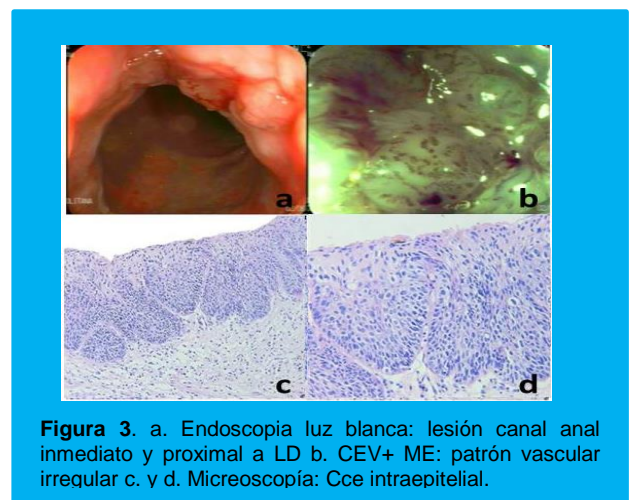 a
b
LITANA
c
d
Figura 3. a. Endoscopia luz blanca: lesión canal anal
inmediato y proximal a LD b. CEV+ ME: patrón vascular
irregular c. y d. Micreoscopía: Cce intraepitelial.